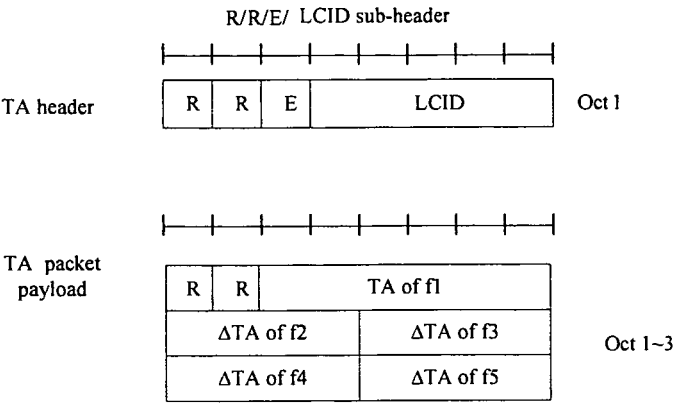 R/R/E/ LCID sub-header
TA header
R R E LCID
Oct 1
TA packet
payload
R R TA of f1
ΔTA of f2 ΔTA of f3
ΔTA of f4 ΔTA of f5
Oct 1~3